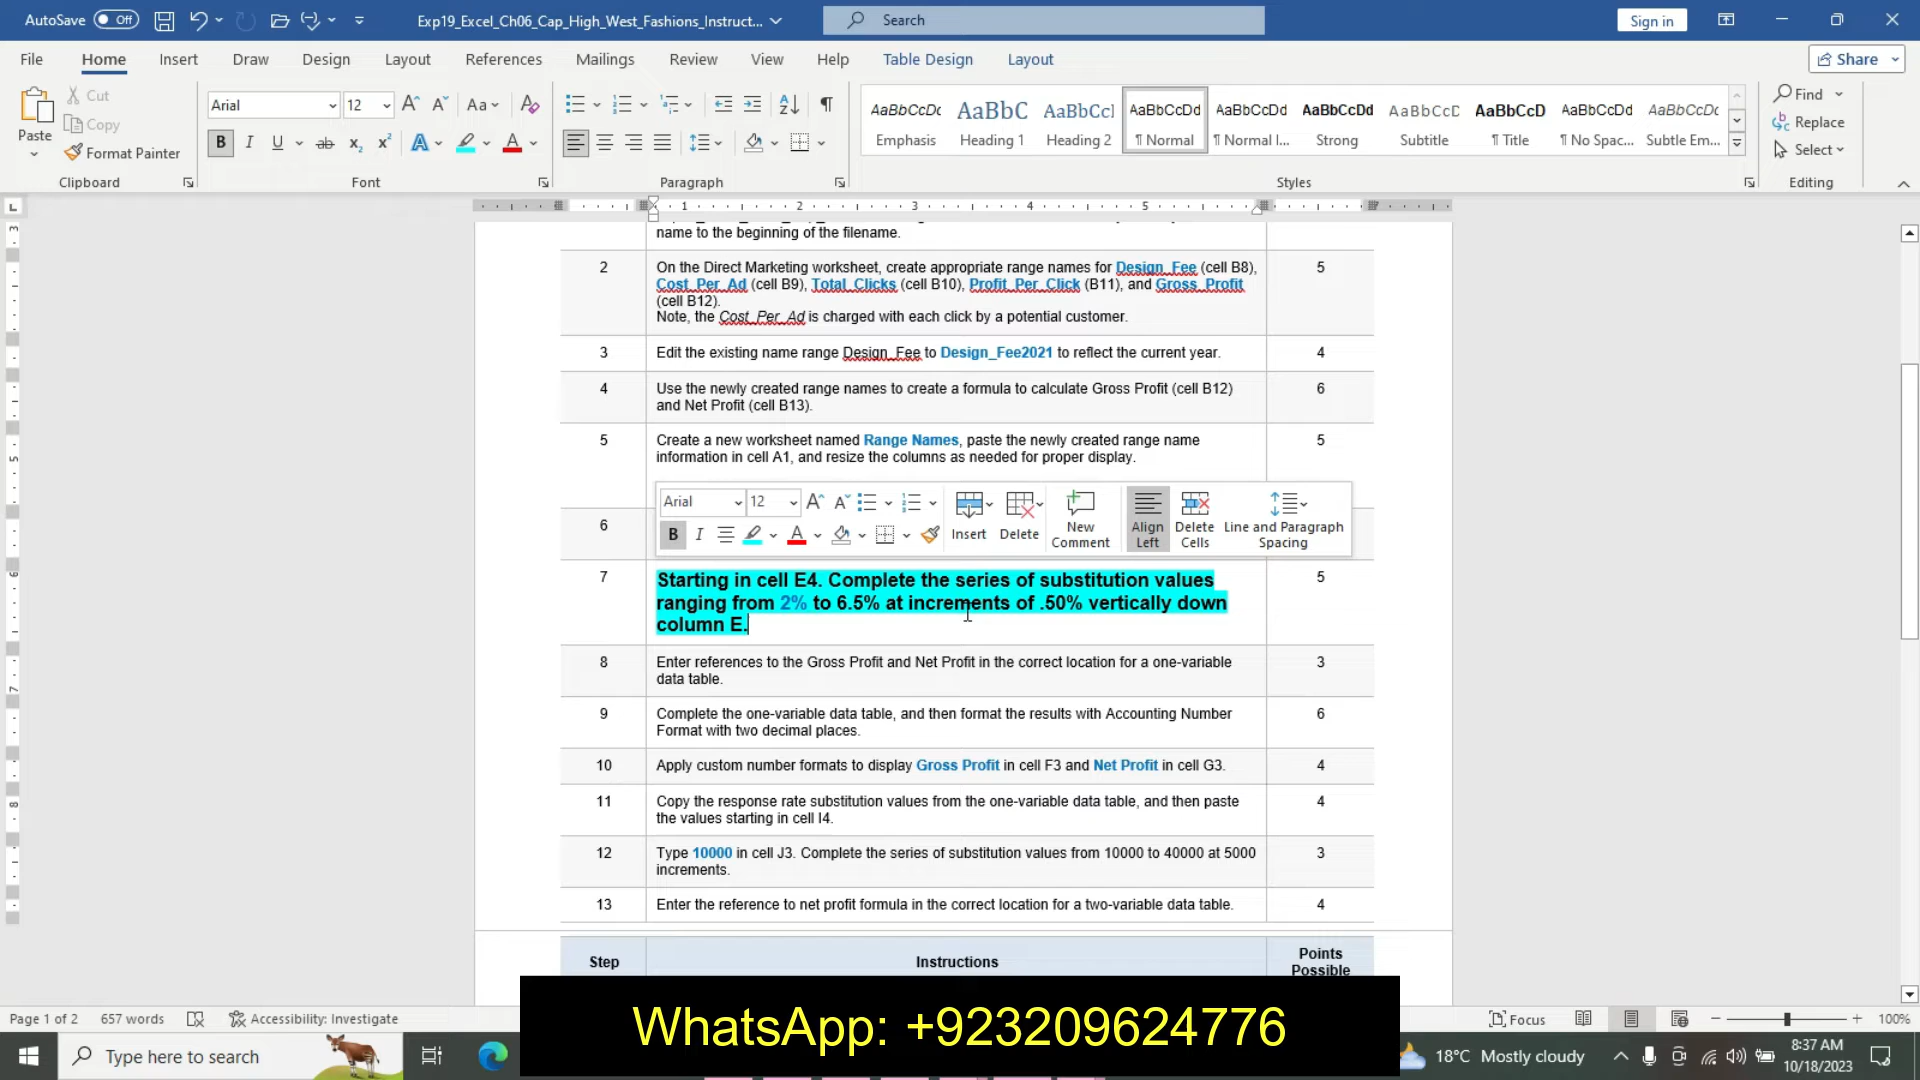 AutoSave Off Exp19_Excel_Ch06_Cap_High_West_Fashions_Instruct... Search Sign in
File Home Insert Draw Design Layout References Mailings Review View Help Table Design Layout Share
Paste Cut Copy Format Painter Clipboard
Arial 12 Font
Paragraph
AaBbCcDc Emphasis
AaBbC Heading 1
AaBbCcI Heading 2
AaBbCcDd ¶ Normal
AaBbCcDd ¶ Normal I...
AaBbCcDd Strong
AaBbCcC Subtitle
AaBbCcD ¶ Title
AaBbCcDd ¶ No Spac...
AaBbCcDd Subtle Em...
Styles
Find Replace Select Editing
name to the beginning of the filename.
2 On the Direct Marketing worksheet, create appropriate range names for Design_Fee (cell B8), 5
Cost_Per_Ad (cell B9), Total_Clicks (cell B10), Profit_Per_Click (B11), and Gross_Profit
(cell B12).
Note, the Cost_Per_Ad is charged with each click by a potential customer.
3 Edit the existing name range Design_Fee to Design_Fee2021 to reflect the current year. 4
4 Use the newly created range names to create a formula to calculate Gross Profit (cell B12) 6
and Net Profit (cell B13).
5 Create a new worksheet named Range Names, paste the newly created range name 5
information in cell A1, and resize the columns as needed for proper display.
6
Arial 12 Insert Delete New Comment Align Left Delete Cells Line and Paragraph Spacing
7 Starting in cell E4. Complete the series of substitution values 5
ranging from 2% to 6.5% at increments of .50% vertically down
column E.
8 Enter references to the Gross Profit and Net Profit in the correct location for a one-variable 3
data table.
9 Complete the one-variable data table, and then format the results with Accounting Number 6
Format with two decimal places.
10 Apply custom number formats to display Gross Profit in cell F3 and Net Profit in cell G3. 4
11 Copy the response rate substitution values from the one-variable data table, and then paste 4
the values starting in cell I4.
12 Type 10000 in cell J3. Complete the series of substitution values from 10000 to 40000 at 5000 3
increments.
13 Enter the reference to net profit formula in the correct location for a two-variable data table. 4
Step Instructions Points Possible
WhatsApp: +923209624776
Page 1 of 2 657 words Accessibility: Investigate Focus 100%
Type here to search 18°C Mostly cloudy 8:37 AM
10/18/2023